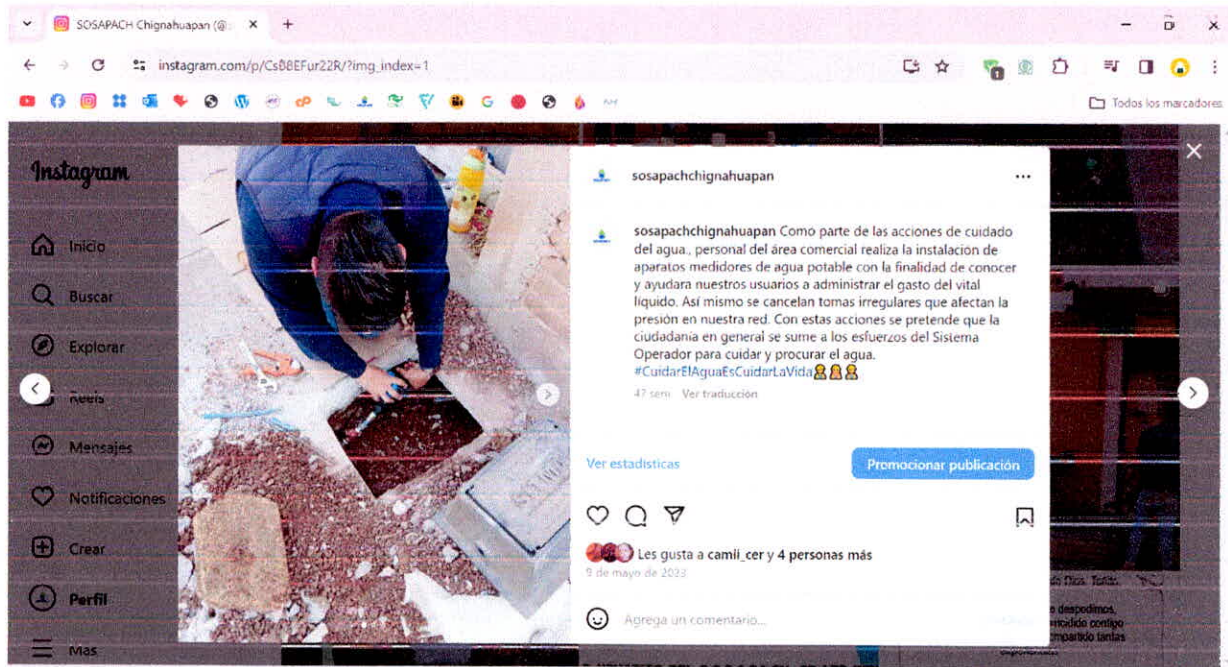 SOSAPACH Chignahuapan (@
instagram.com/p/CsB8EFur22R/?img_index=1
Todos los marcadores
Instagram
Inicio
Buscar
Explorar
Reels
Mensajes
Notificaciones
Crear
Perfil
Más
sosapachchignahuapan
sosapachchignahuapan Como parte de las acciones de cuidado
del agua., personal del área comercial realiza la instalación de
aparatos medidores de agua potable con la finalidad de conocer
y ayudara nuestros usuarios a administrar el gasto del vital
líquido. Así mismo se cancelan tomas irregulares que afectan la
presión en nuestra red. Con estas acciones se pretende que la
ciudadanía en general se sume a los esfuerzos del Sistema
Operador para cuidar y procurar el agua.
#CuidarElAguaEsCuidarLaVida
47 sem Ver traducción
Ver estadísticas
Promocionar publicación
Les gusta a camii_cer y 4 personas más
9 de mayo de 2023
Agrega un comentario...
despedimos,
contigo
tantas